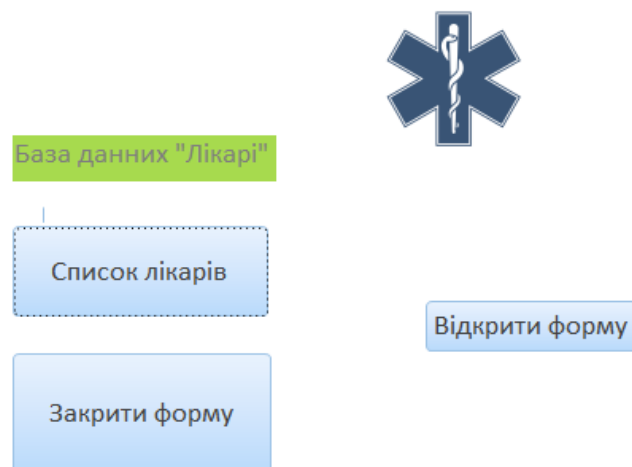 База данних "Лікарі"
Список лікарів
Відкрити форму
Закрити форму